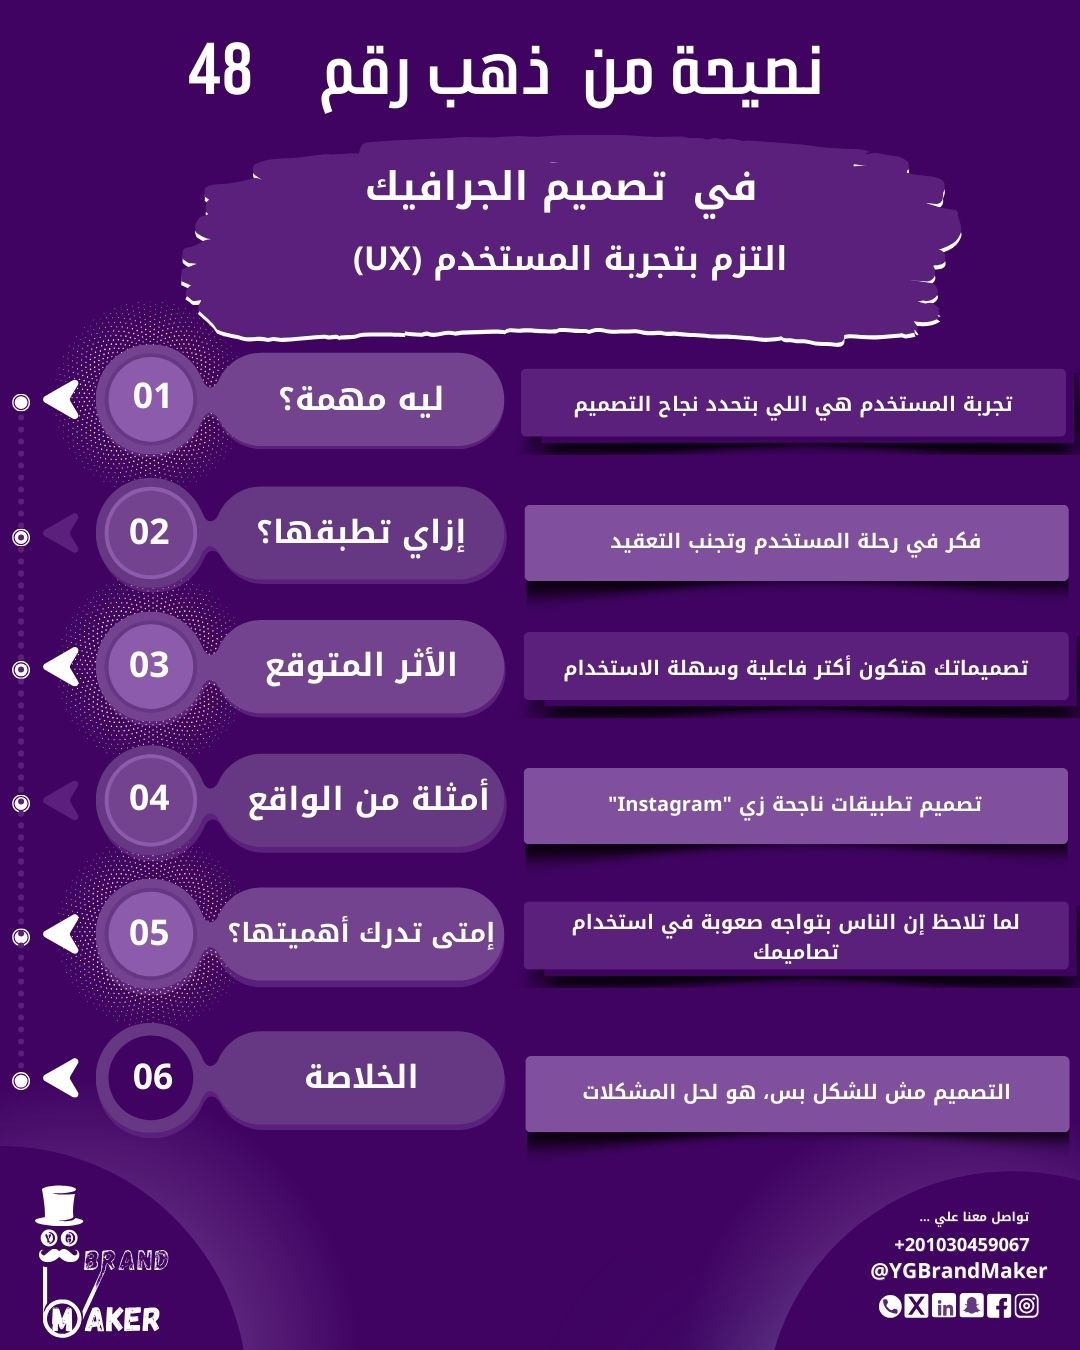 نصيحة من ذهب رقم 48
في تصميم الجرافيك
التزم بتجربة المستخدم (UX)
01
ليه مهمة؟
تجربة المستخدم هي اللي بتحدد نجاح التصميم
02
إزاي تطبقها؟
فكر في رحلة المستخدم وتجنب التعقيد
03
الأثر المتوقع
تصميماتك هتكون أكتر فاعلية وسهلة الاستخدام
04
أمثلة من الواقع
تصميم تطبيقات ناجحة زي "Instagram"
05
إمتى تدرك أهميتها؟
لما تلاحظ إن الناس بتواجه صعوبة في استخدام
تصاميمك
06
الخلاصة
التصميم مش للشكل بس، هو لحل المشكلات
تواصل معنا علي ...
+201030459067
@YGBrandMaker
BRAND
MAKER